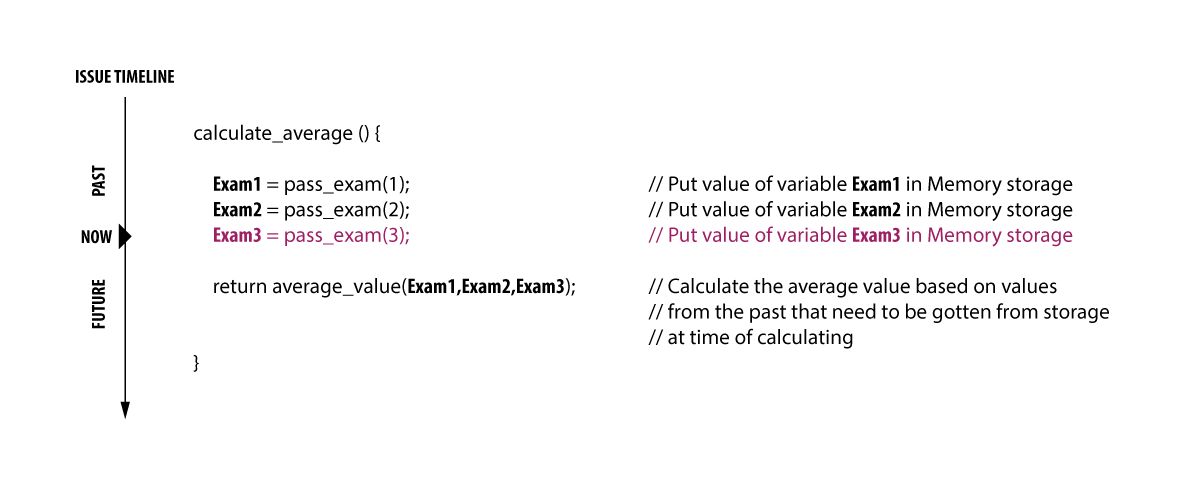 ISSUE TIMELINE
calculate_average () {
PAST
Exam1 = pass_exam(1); // Put value of variable Exam1 in Memory storage
Exam2 = pass_exam(2); // Put value of variable Exam2 in Memory storage
NOW
Exam3 = pass_exam(3); // Put value of variable Exam3 in Memory storage
FUTURE
return average_value(Exam1,Exam2,Exam3); // Calculate the average value based on values
// from the past that need to be gotten from storage
// at time of calculating
}